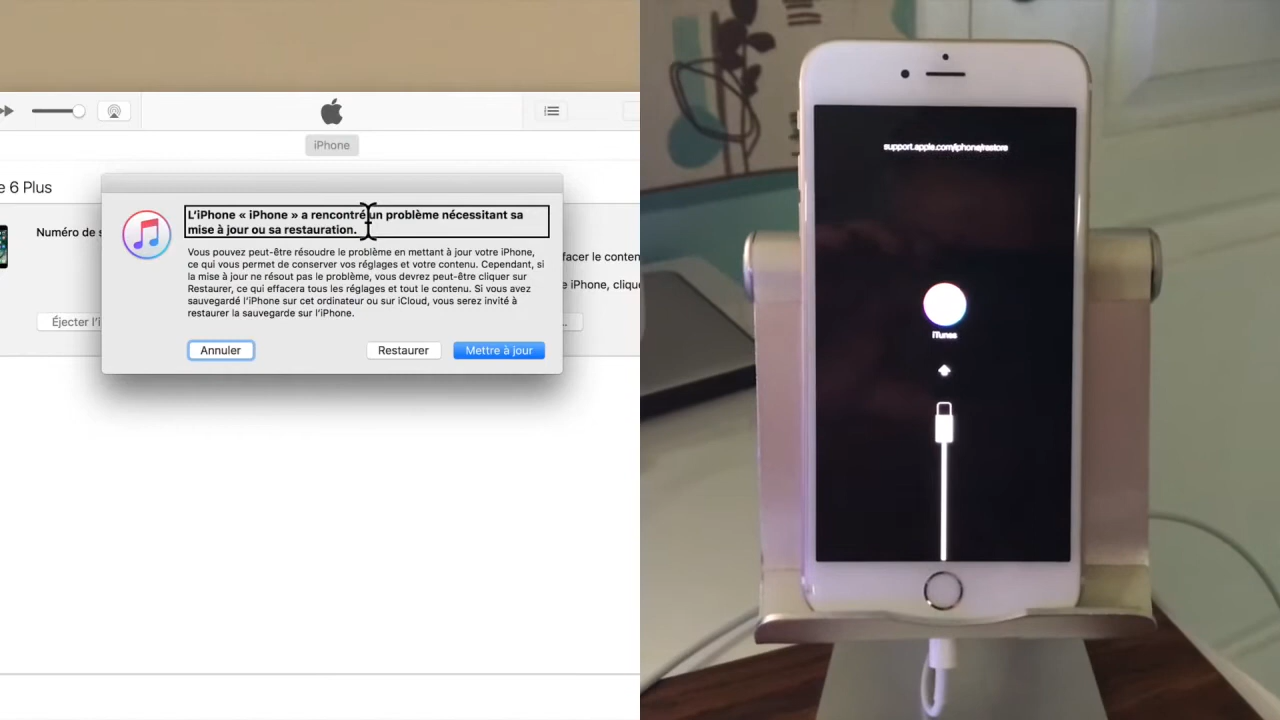 iPhone
e 6 Plus
Numéro de s
L'iPhone « iPhone » a rencontré un problème nécessitant sa
mise à jour ou sa restauration.
Vous pouvez peut-être résoudre le problème en mettant à jour votre iPhone,
ce qui vous permet de conserver vos réglages et votre contenu. Cependant, si
la mise à jour ne résout pas le problème, vous devrez peut-être cliquer sur
Restaurer, ce qui effacera tous les réglages et tout le contenu. Si vous avez
sauvegardé l'iPhone sur cet ordinateur ou sur iCloud, vous serez invité à
restaurer la sauvegarde sur l'iPhone.
facer le conten
e iPhone, clique
Éjecter l'i
Annuler
Restaurer
Mettre à jour
...
support.apple.com/iphone/restore
iTunes